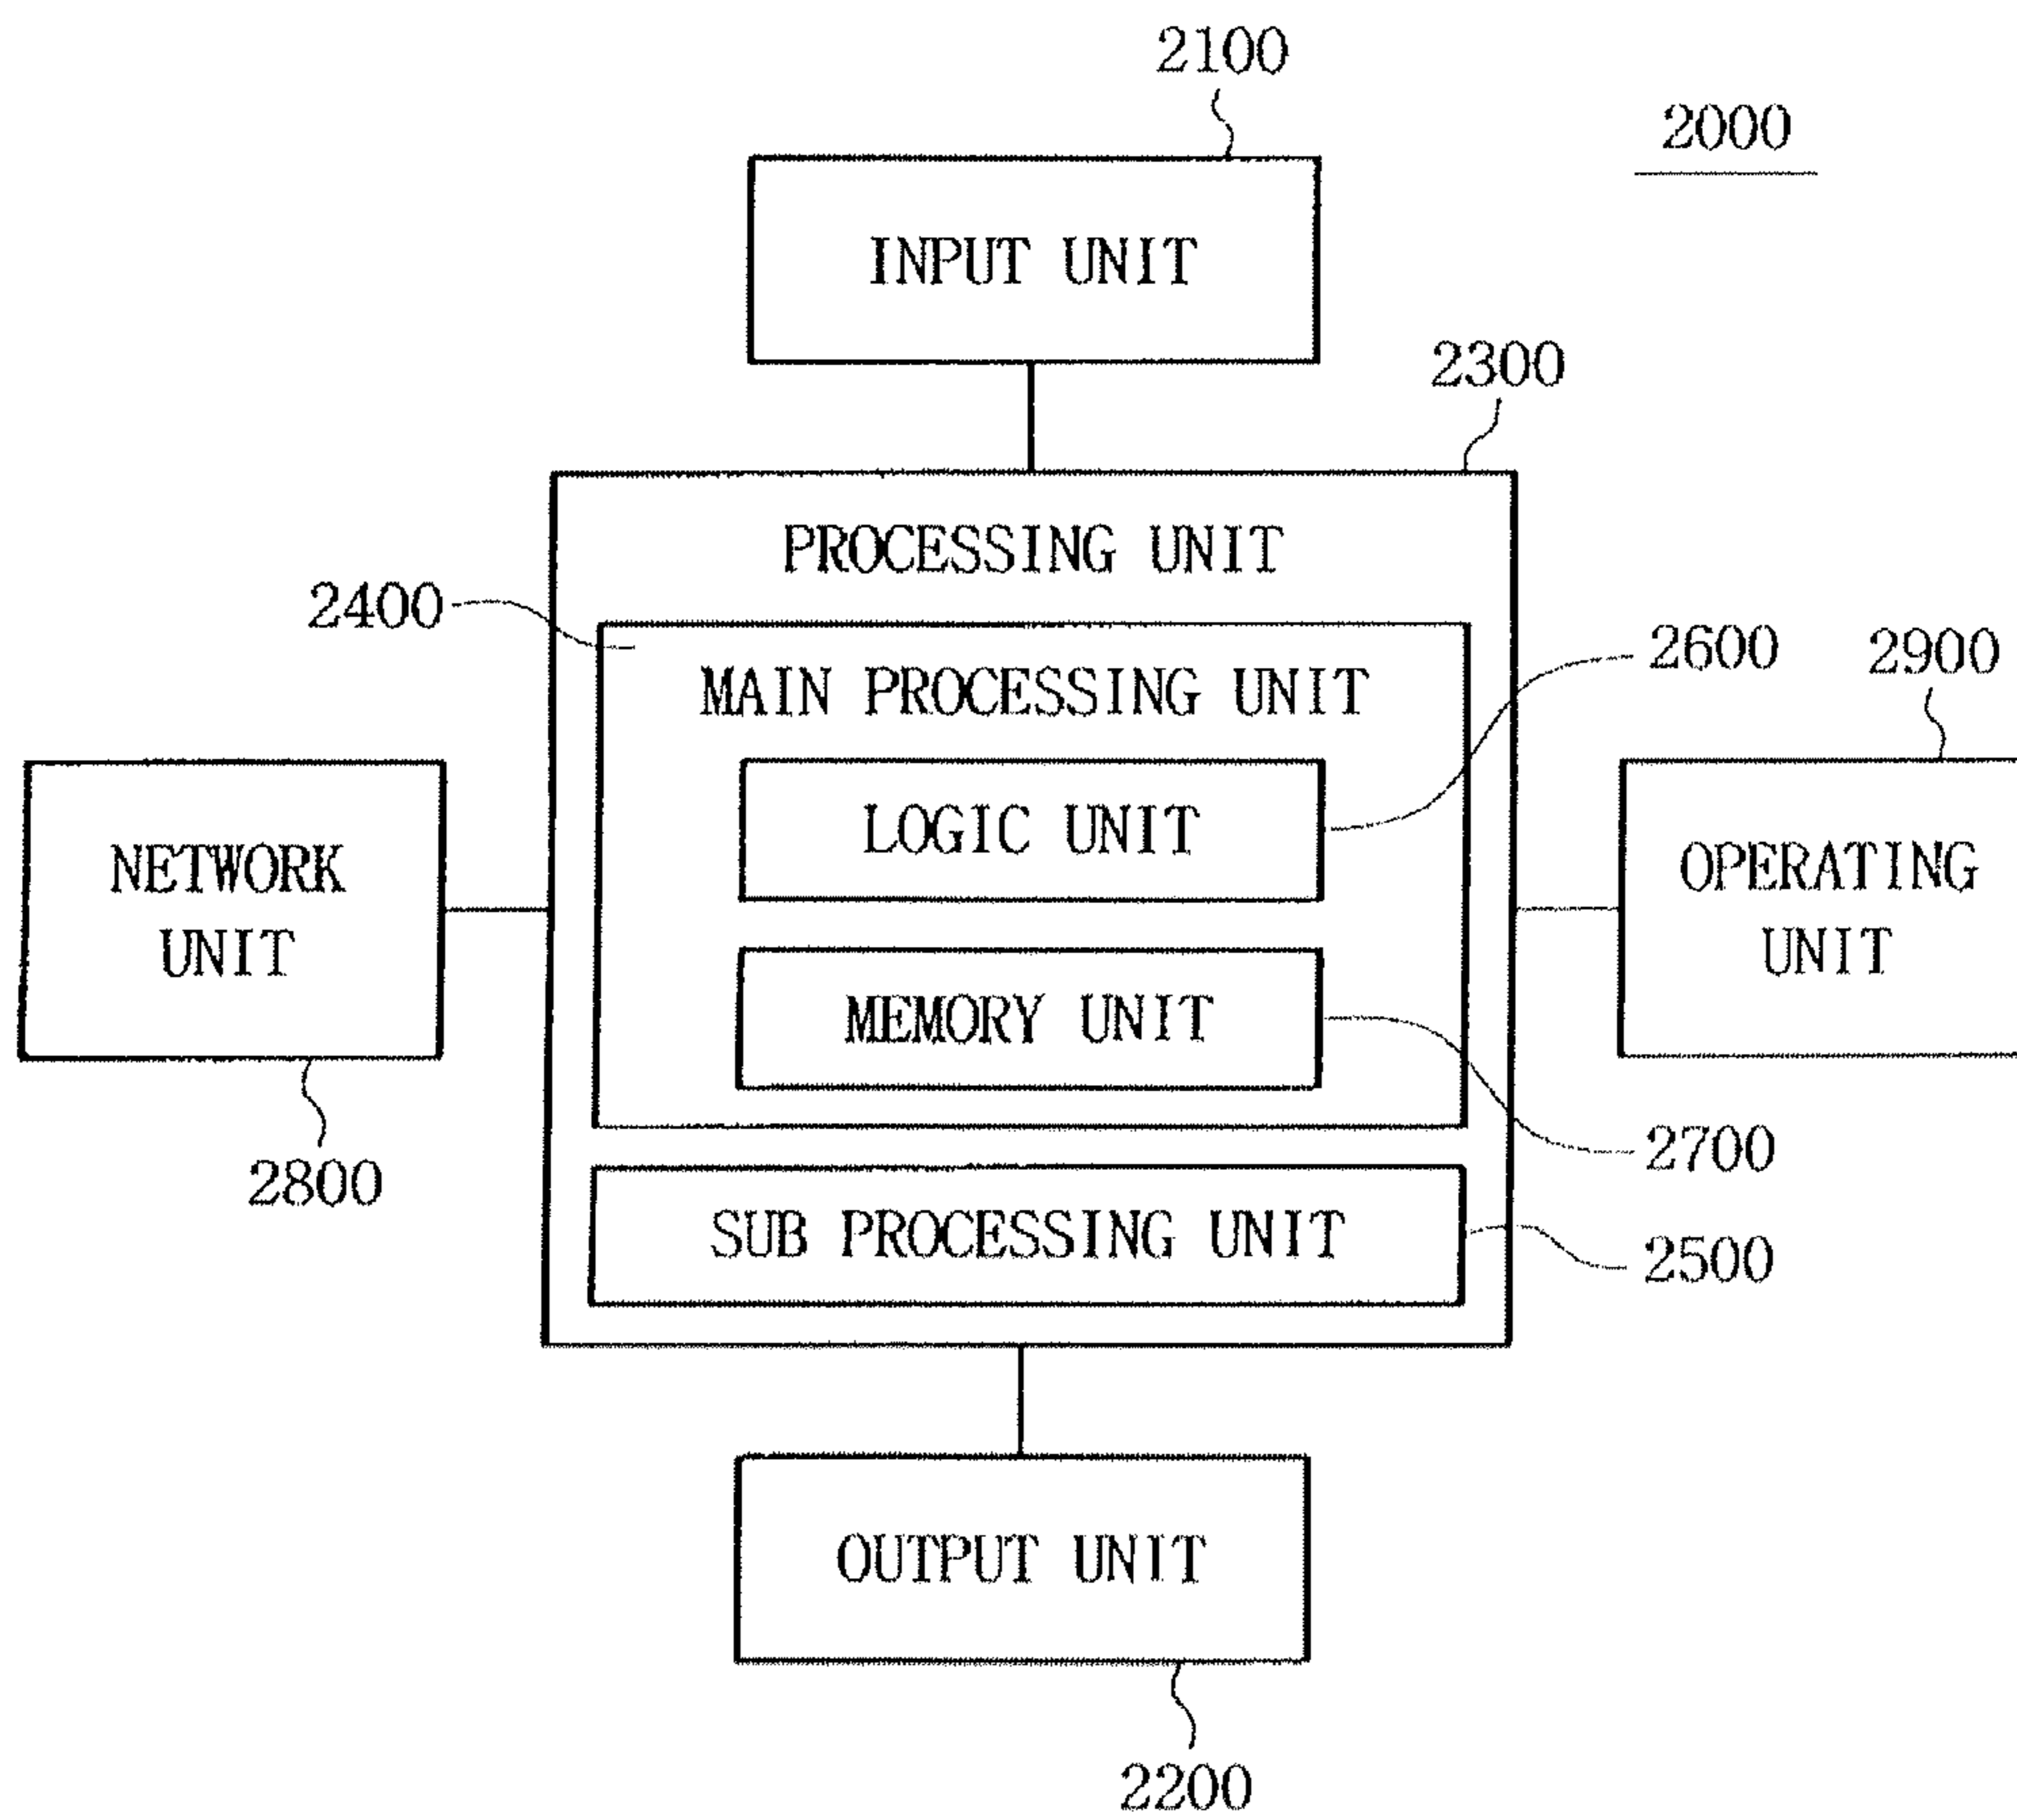 2100
2000
INPUT UNIT
2300
PROCESSING UNIT
2400
MAIN PROCESSING UNIT
2600
2900
LOGIC UNIT
NETWORK
UNIT
OPERATING
UNIT
MEMORY UNIT
2800
2700
SUB PROCESSING UNIT
2500
OUTPUT UNIT
2200